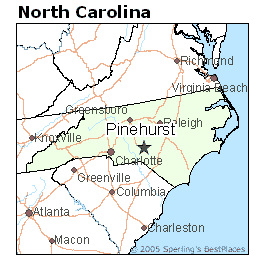 North Carolina
Richmond
Virginia Beach
Greensboro
Raleigh
Pinehurst
Knoxville
Charlotte
Greenville
Columbia
Atlanta
Charleston
Macon
© 2005 Sperling's BestPlaces